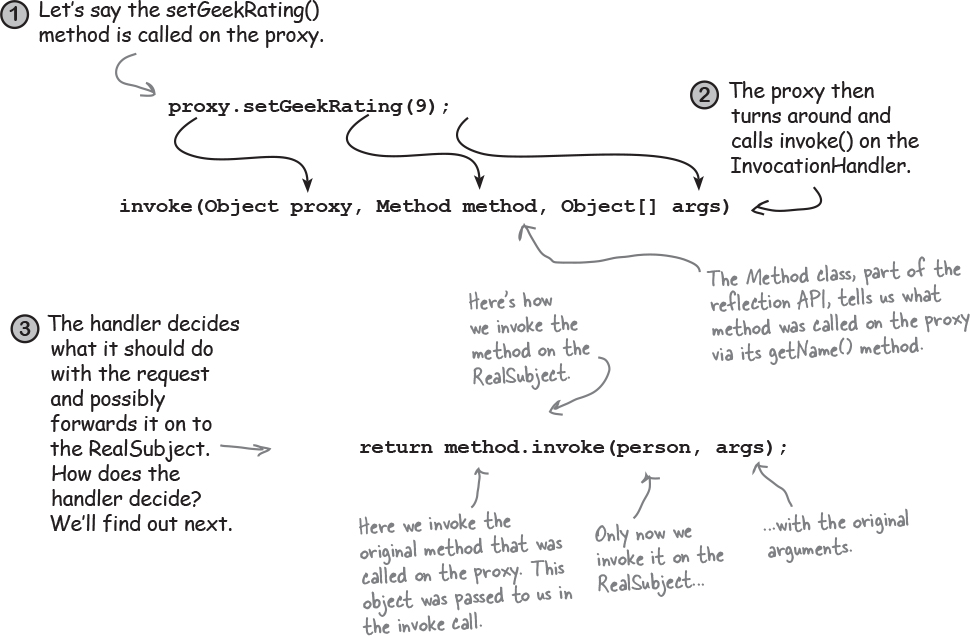 1 Let's say the setGeekRating()
method is called on the proxy.
proxy.setGeekRating(9);
2 The proxy then
turns around and
calls invoke() on the
InvocationHandler.
invoke(Object proxy, Method method, Object[] args)
The Method class, part of the
reflection API, tells us what
method was called on the proxy
via its getName() method.
Here's how
we invoke the
method on the
RealSubject.
3 The handler decides
what it should do
with the request
and possibly
forwards it on to
the RealSubject.
How does the
handler decide?
We'll find out next.
return method.invoke(person, args);
Here we invoke the
original method that was
called on the proxy. This
object was passed to us in
the invoke call.
Only now we
invoke it on the
RealSubject...
...with the original
arguments.